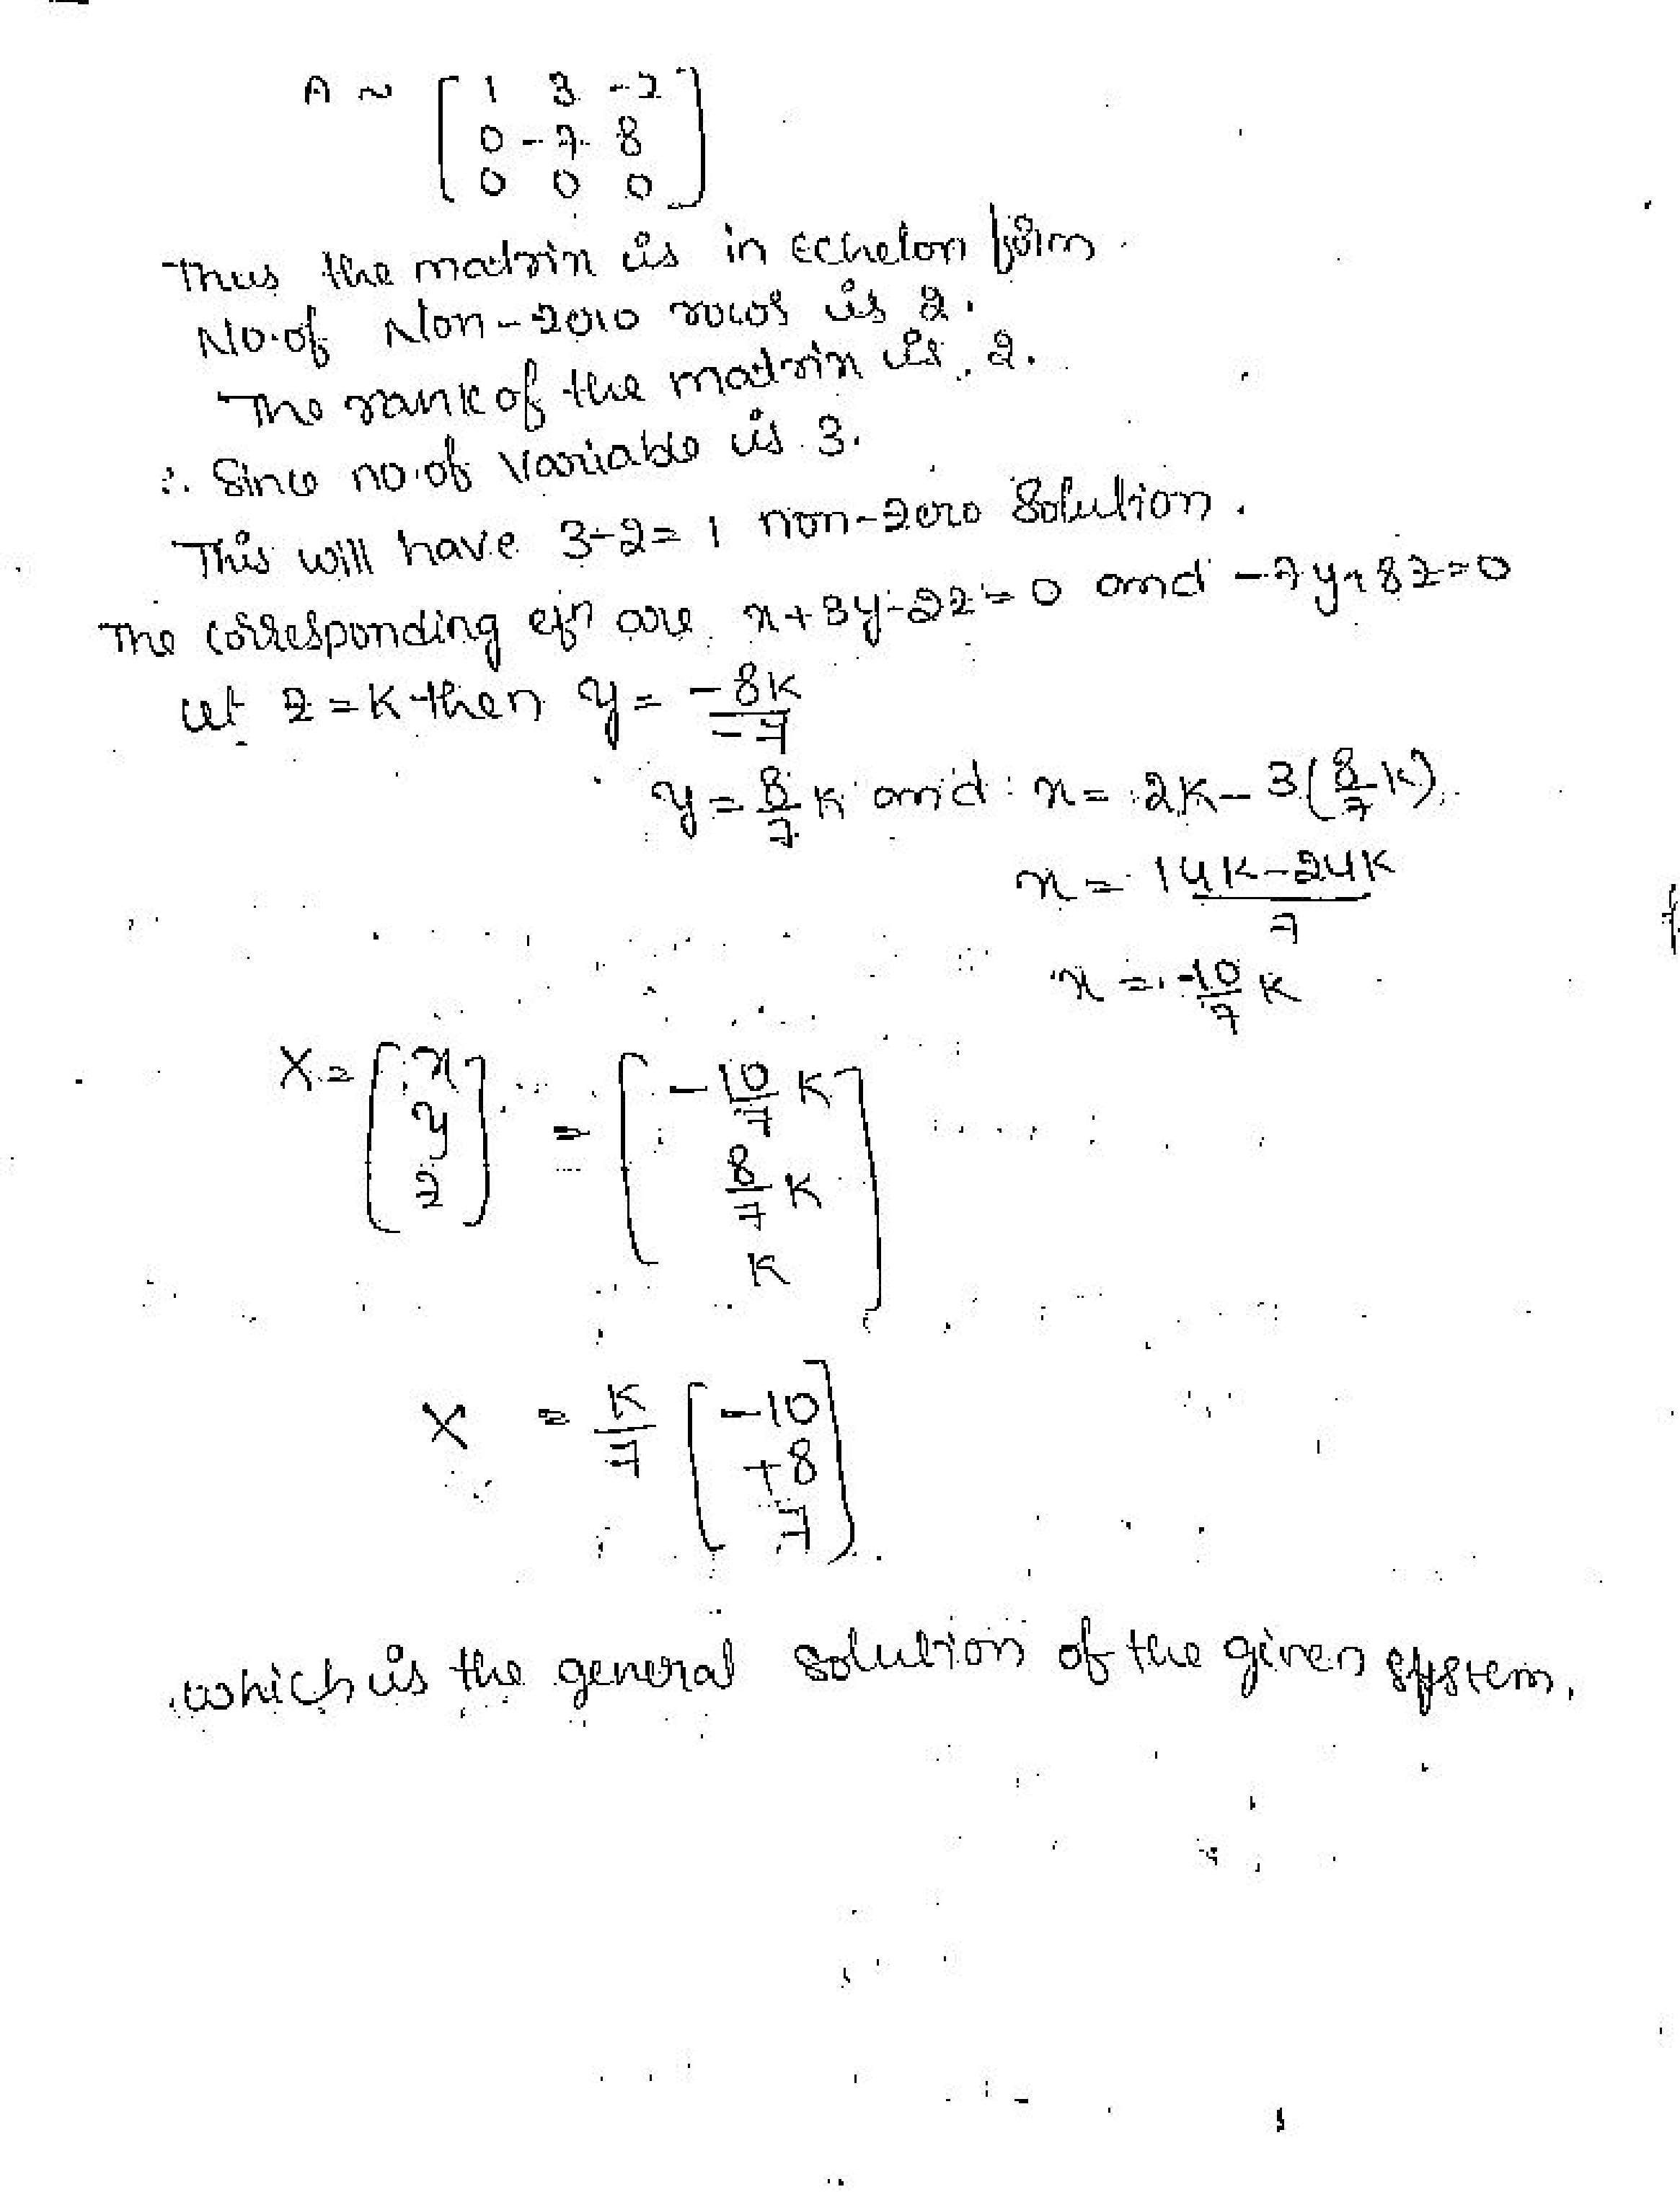 A ~ [ 1 3 -2
0 -7 8
0 0 0 ]
Thus the matrix is in Echelon form.
No.of Non-zero rows is 2.
The rank of the matrix is 2.
∴ Since no.of Variable is 3.
This will have 3-2=1 non-zero Solution.
The corresponding eqn are x+3y-2z=0 and -7y+8z=0
Let z=K then y = -8K/-7
y = 8/7 K and x = 2K - 3(8/7 K)
x = 14K-24K/7
x = -10/7 K
X = [ x y z ] = [ -10/7 K 8/7 K K ]
X = K/7 [ -10 +8 7 ]
which is the general solution of the given system.